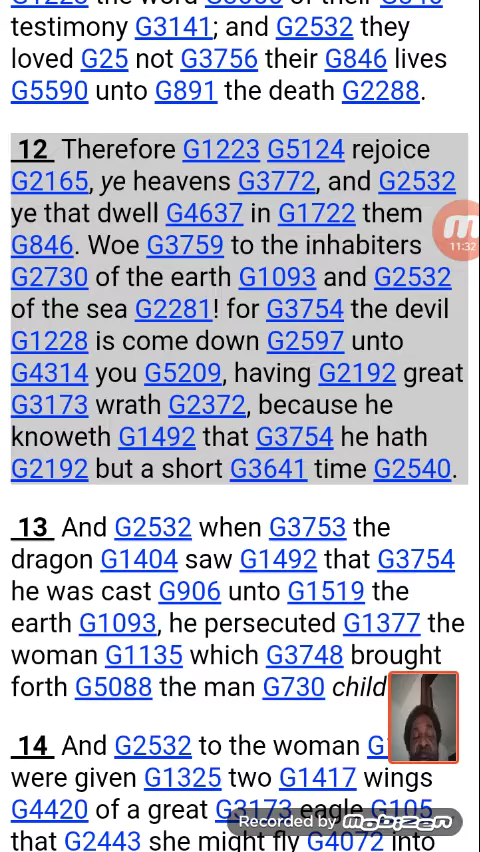 testimony G3141; and G2532 they
loved G25 not G3756 their G846 lives
G5590 unto G891 the death G2288.
12 Therefore G1223 G5124 rejoice
G2165, ye heavens G3772, and G2532
ye that dwell G4637 in G1722 them
G846. Woe G3759 to the inhabiters
G2730 of the earth G1093 and G2532
of the sea G2281! for G3754 the devil
G1228 is come down G2597 unto
G4314 you G5209, having G2192 great
G3173 wrath G2372, because he
knoweth G1492 that G3754 he hath
G2192 but a short G3641 time G2540.
11:32
13 And G2532 when G3753 the
dragon G1404 saw G1492 that G3754
he was cast G906 unto G1519 the
earth G1093, he persecuted G1377 the
woman G1135 which G3748 brought
forth G5088 the man G730 child
14 And G2532 to the woman
were given G1325 two G1417 wings
G4420 of a great G3173 eagle G105
that G2443 she might fly G4072 into
Recorded by mobizen